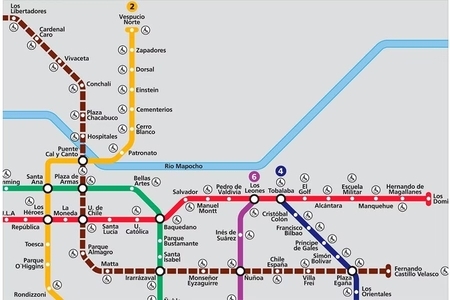 Los
Libertadores
2
Vespucio
Norte
Cardenal
Caro
Zapadores
Vivaceta
Dorsal
Conchalí
Einstein
Plaza
Chacabuco
Cementerios
Hospitales
Cerro
Blanco
Puente
Cal y Canto
Patronato
Río Mapocho
Santa
Ana
Plaza de
Armas
Bellas
Artes
6
4
Los
Leones
Tobalaba
El
Golf
Escuela
Militar
Hernando de
Magallanes
Salvador
Pedro de
Valdivia
Manuel
Montt
Alcántara
Manquehue
Los
U.L.A
Los
Héroes
La
Moneda
U. de
Chile
República
Santa
Lucía
U.
Católica
Baquedano
Cristóbal
Colón
Francisco
Bilbao
Príncipe
de Gales
Simón
Bolívar
Toesca
Parque
Almagro
Parque
Bustamante
Inés de
Suárez
Parque
O'Higgins
Matta
Santa
Isabel
Irarrázaval
Monseñor
Eyzaguirre
Ñuñoa
Chile
España
Villa
Frei
Plaza
Egaña
Fernando
Castillo Velasco
Rondizzoni
Los
Orientales